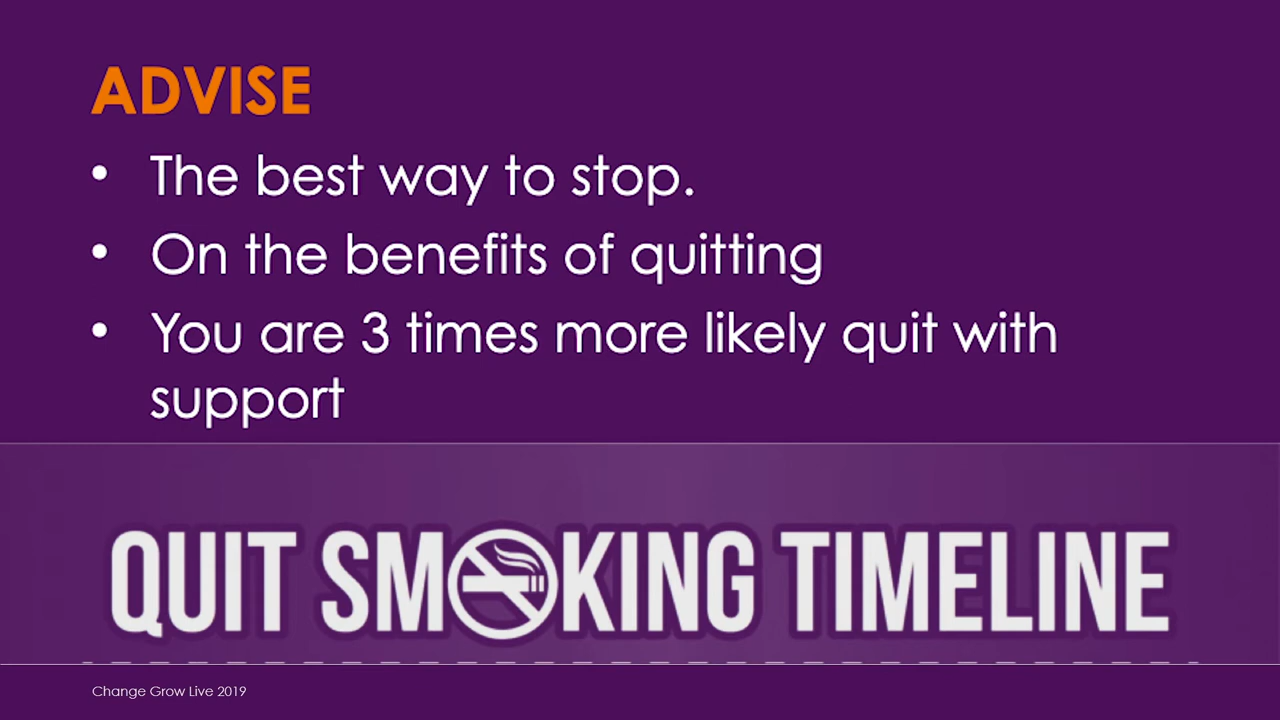 ADVISE
• The best way to stop.
• On the benefits of quitting
• You are 3 times more likely quit with
support
QUIT SMOKING TIMELINE
Change Grow Live 2019